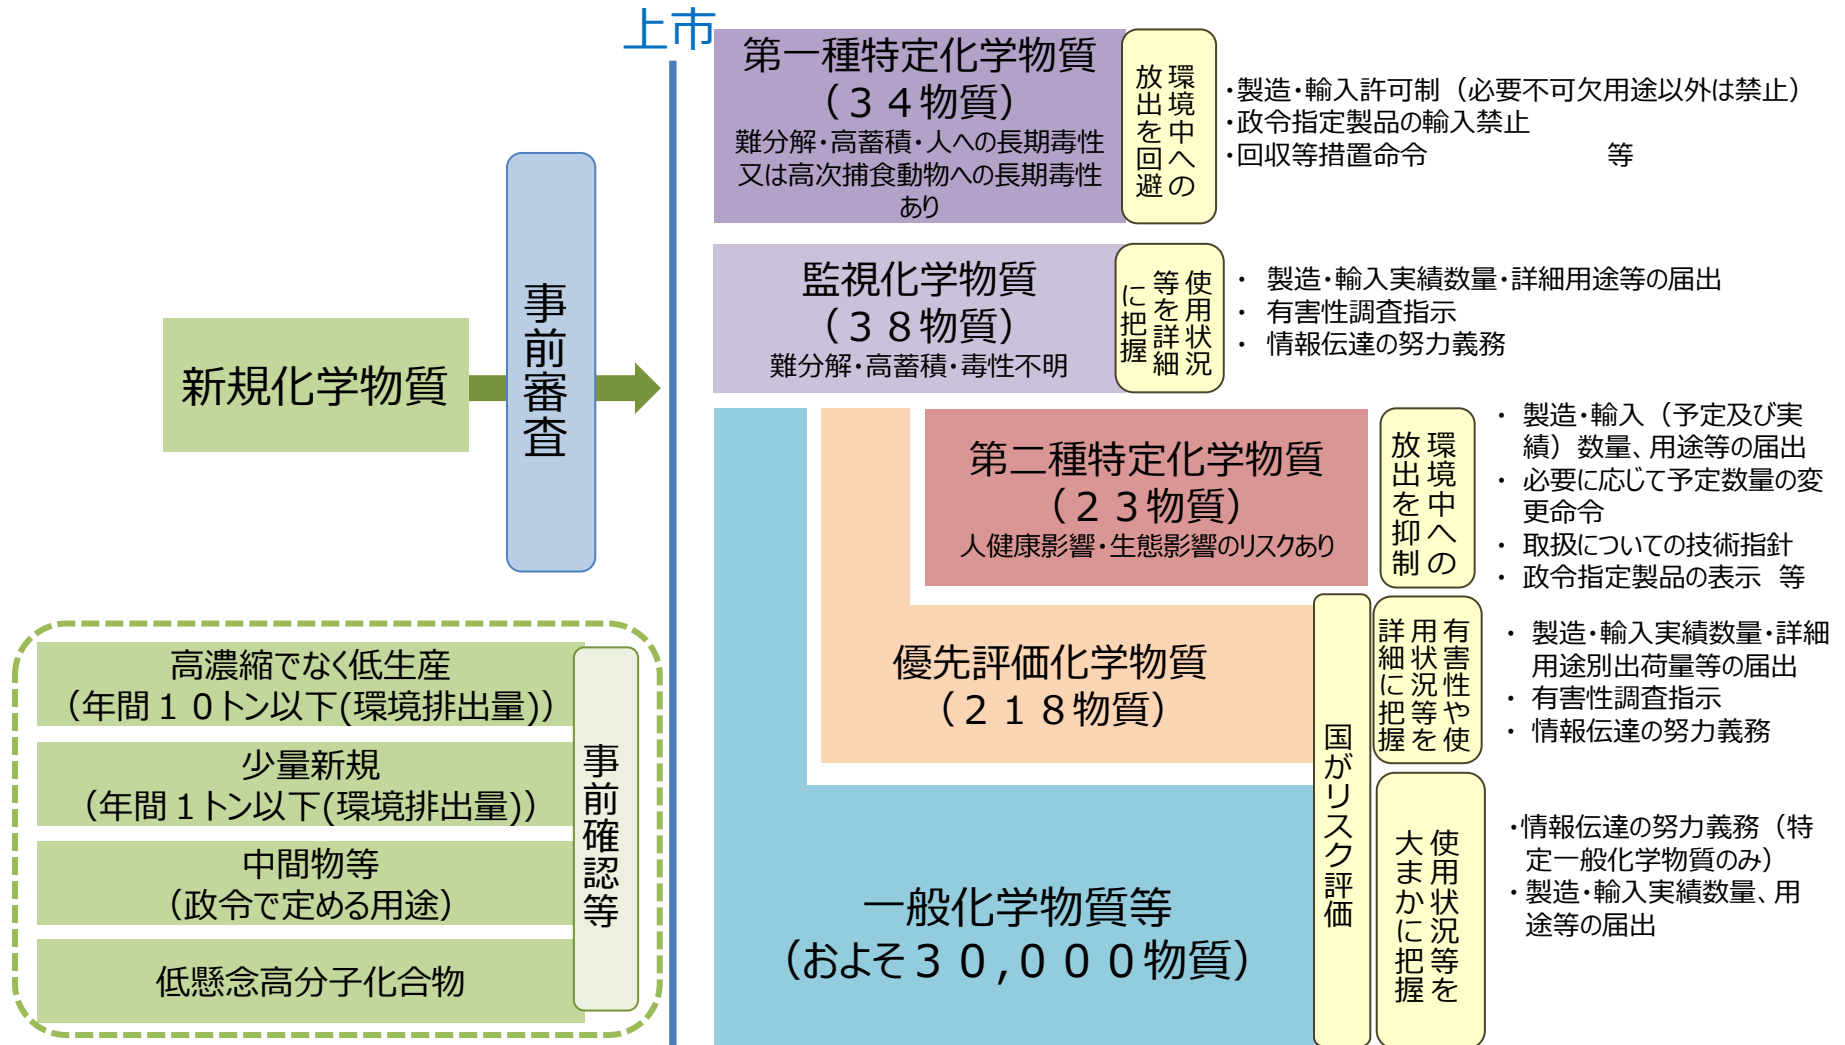 上市
新規化学物質
事前審査
高濃縮でなく低生産
（年間１０トン以下(環境排出量)）
少量新規
（年間１トン以下(環境排出量)）
中間物等
（政令で定める用途）
低懸念高分子化合物
事前確認等
第一種特定化学物質
（３４物質）
難分解・高蓄積・人への長期毒性
又は高次捕食動物への長期毒性
あり
環境中への
放出を回避
・製造・輸入許可制（必要不可欠用途以外は禁止）
・政令指定製品の輸入禁止
・回収等措置命令　　　　　　等
監視化学物質
（３８物質）
難分解・高蓄積・毒性不明
使用状況
等を詳細
に把握
・ 製造・輸入実績数量・詳細用途等の届出
・ 有害性調査指示
・ 情報伝達の努力義務
第二種特定化学物質
（２３物質）
人健康影響・生態影響のリスクあり
環境中への
放出を抑制
・ 製造・輸入（予定及び実
績）数量、用途等の届出
・ 必要に応じて予定数量の変
更命令
・ 取扱についての技術指針
・ 政令指定製品の表示 等
優先評価化学物質
（２１８物質）
有害性や使
用状況等を
詳細に把握
・ 製造・輸入実績数量・詳細
用途別出荷量等の届出
・ 有害性調査指示
・ 情報伝達の努力義務
国がリスク評価
一般化学物質等
（およそ３０,０００物質）
使用状況等を
大まかに把握
・情報伝達の努力義務（特
定一般化学物質のみ）
・製造・輸入実績数量、用
途等の届出